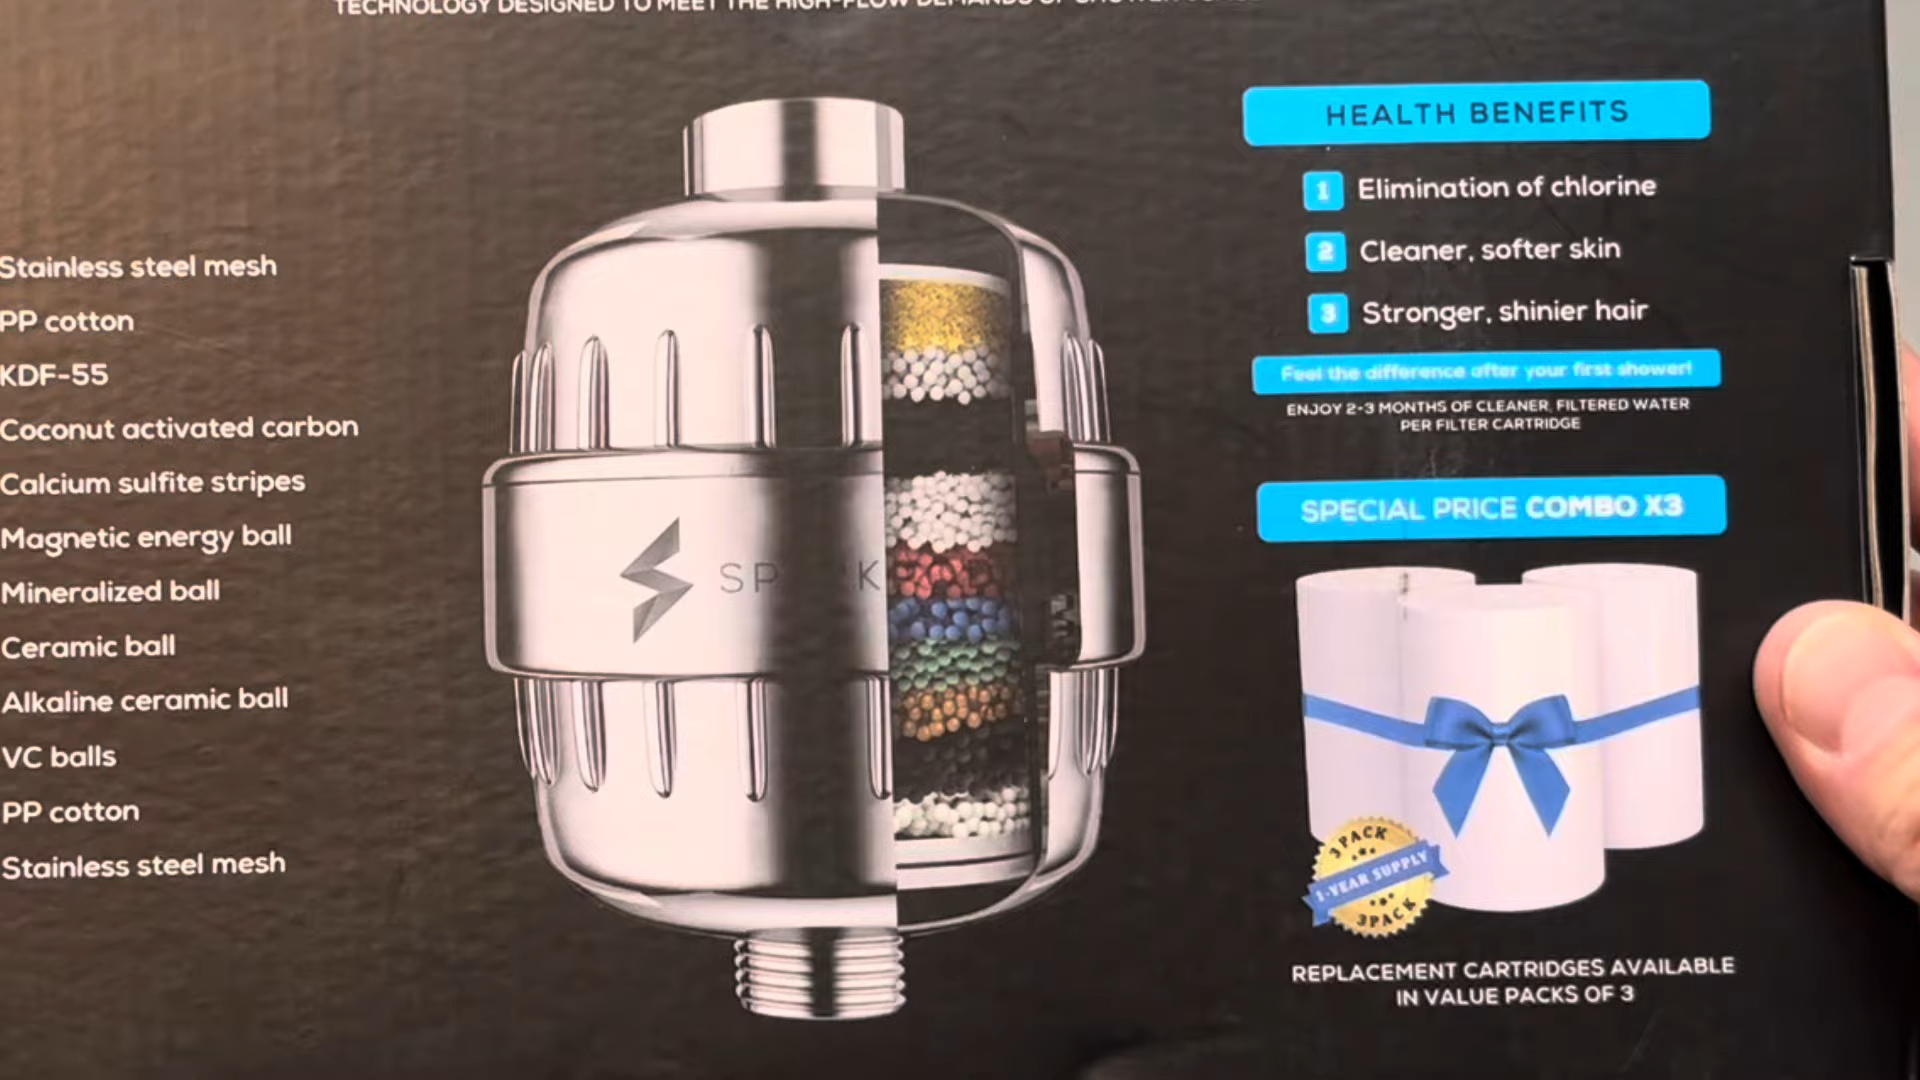 TECHNOLOGY DESIGNED TO MEET THE HIGH-FLOW DEMANDS OF SHOWER
Stainless steel mesh
PP cotton
KDF-55
Coconut activated carbon
Calcium sulfite stripes
Magnetic energy ball
Mineralized ball
Ceramic ball
Alkaline ceramic ball
VC balls
PP cotton
Stainless steel mesh
HEALTH BENEFITS
1 Elimination of chlorine
2 Cleaner, softer skin
3 Stronger, shinier hair
Feel the difference after your first shower!
ENJOY 2-3 MONTHS OF CLEANER, FILTERED WATER
PER FILTER CARTRIDGE
SPECIAL PRICE COMBO X3
3 PACK
1-YEAR SUPPLY
3PACK
REPLACEMENT CARTRIDGES AVAILABLE
IN VALUE PACKS OF 3